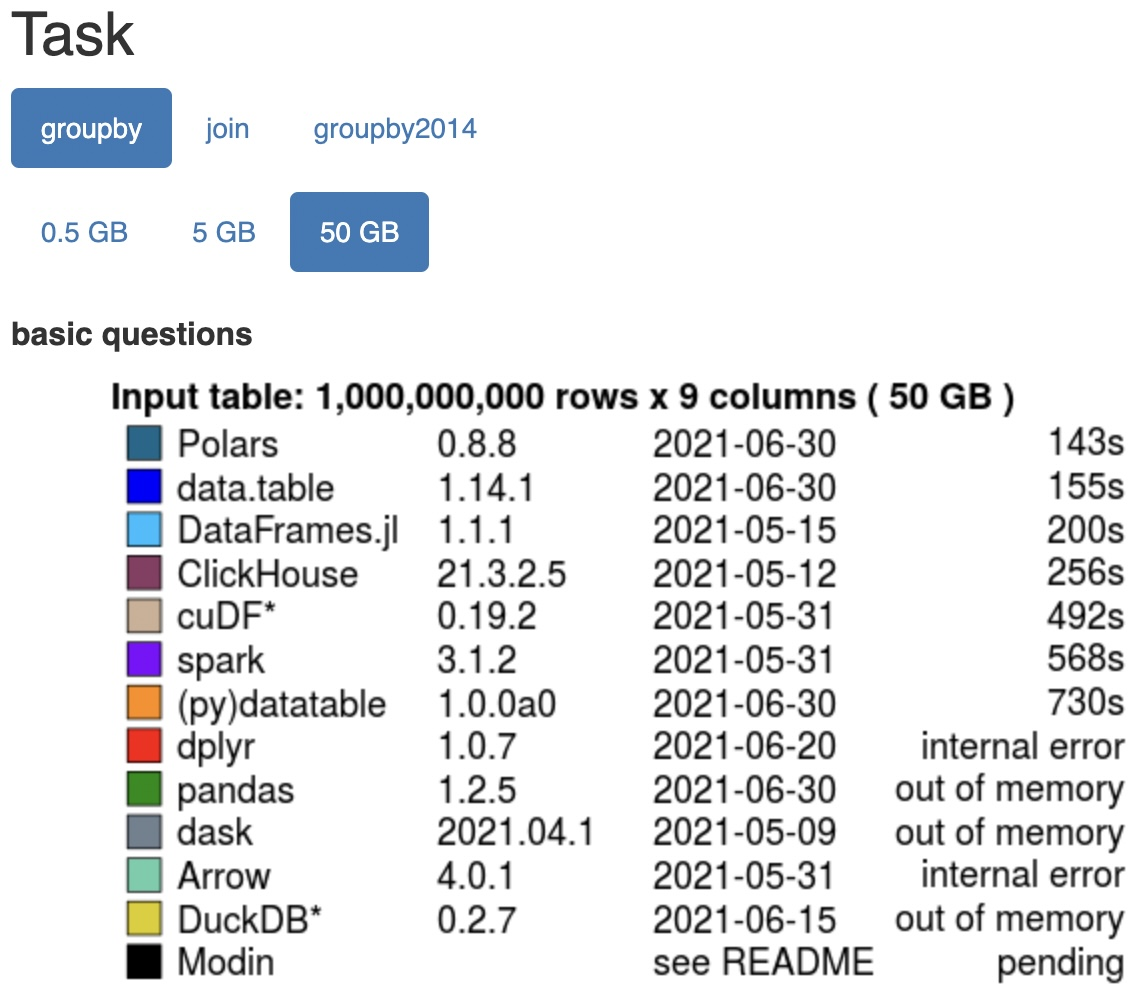 Task
groupby join groupby2014
0.5 GB 5 GB 50 GB
basic questions
Input table: 1,000,000,000 rows x 9 columns ( 50 GB )
Polars 0.8.8 2021-06-30 143s
data.table 1.14.1 2021-06-30 155s
DataFrames.jl 1.1.1 2021-05-15 200s
ClickHouse 21.3.2.5 2021-05-12 256s
cuDF* 0.19.2 2021-05-31 492s
spark 3.1.2 2021-05-31 568s
(py)datatable 1.0.0a0 2021-06-30 730s
dplyr 1.0.7 2021-06-20 internal error
pandas 1.2.5 2021-06-30 out of memory
dask 2021.04.1 2021-05-09 out of memory
Arrow 4.0.1 2021-05-31 internal error
DuckDB* 0.2.7 2021-06-15 out of memory
Modin see README pending